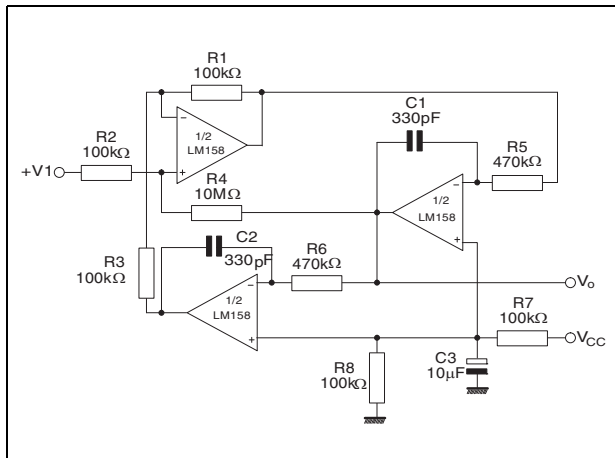 R1
100kΩ
C1
330pF
R2
100kΩ
1/2
LM158
R5
470kΩ
+V1
R4
10MΩ
1/2
LM158
C2
330pF
R6
470kΩ
R3
100kΩ
1/2
LM158
Vo
R7
100kΩ
VCC
R8
100kΩ
C3
10μF